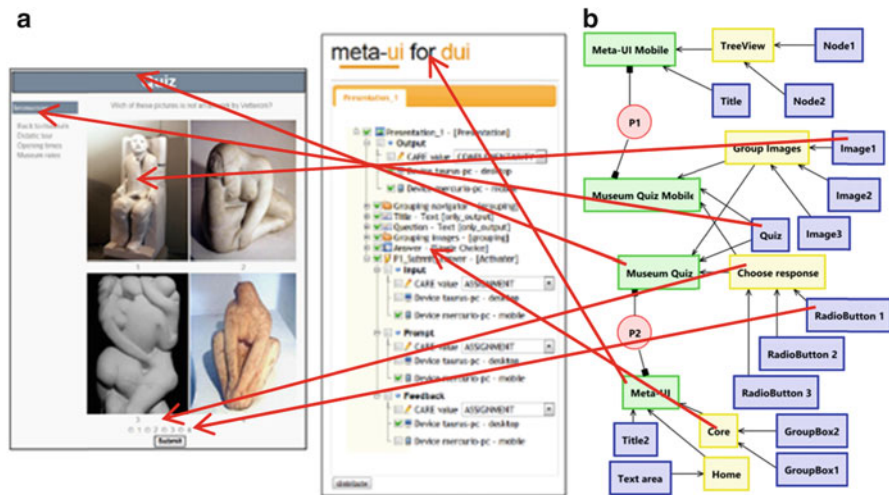 a
b
meta-ui for dui
Presentation_1
Presentation_1 - [Presentation]
Output
CARE value
Device taurus-pc - desktop
Device mercurio-pc - mobile
Grouping navigator - [grouping]
Title - Text [only_output]
Question - Text [only_output]
Grouping images - [grouping]
Answer - [Single Choice]
P1_Submit_answer - [Activator]
Input
CARE value ASSIGNMENT
Device taurus-pc - desktop
Device mercurio-pc - mobile
Prompt
CARE value ASSIGNMENT
Device taurus-pc - desktop
Device mercurio-pc - mobile
Feedback
CARE value ASSIGNMENT
Device taurus-pc - desktop
Device mercurio-pc - mobile
distribute
Quiz
Which of these pictures is not an artwork by
Back to museum
Didatic tour
Opening times
Museum rates
1
2
3
1 2 3 4
Submit
Meta-UI Mobile
TreeView
Node1
Title
Node2
P1
Group Images
Image1
Museum Quiz Mobile
Image2
Quiz
Image3
Museum Quiz
Choose response
RadioButton 1
P2
RadioButton 2
RadioButton 3
Meta-UI
Title2
Core
GroupBox2
Text area
Home
GroupBox1